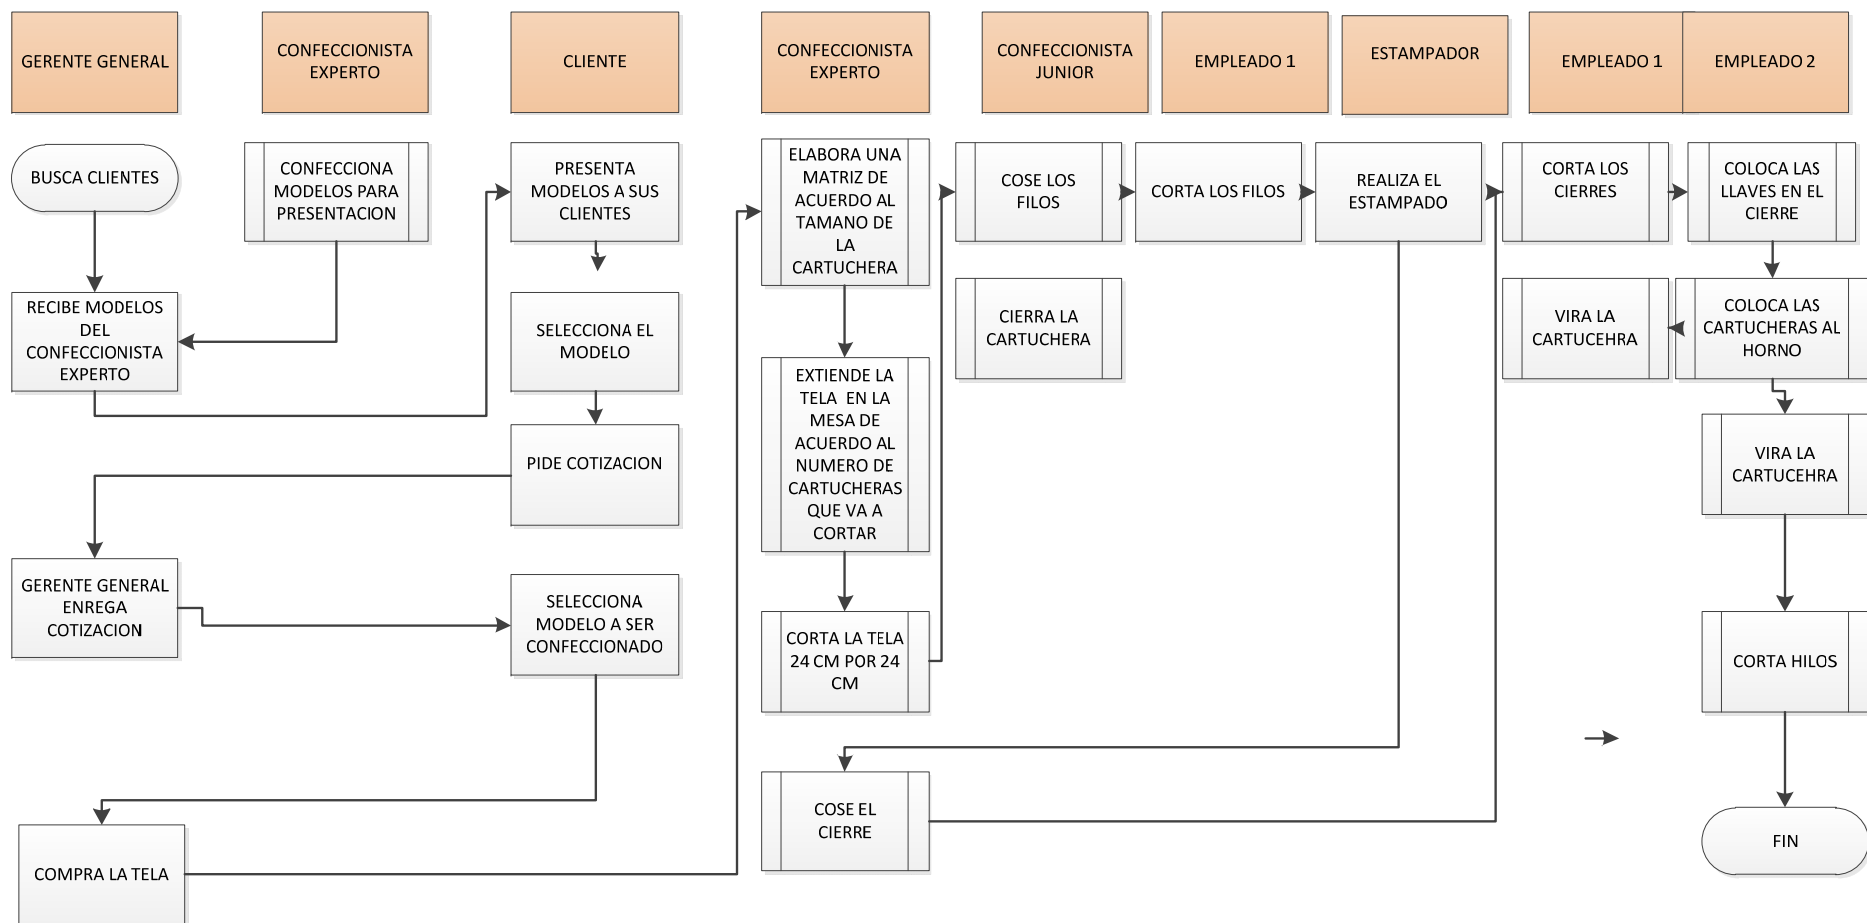 GERENTE GENERAL
CONFECCIONISTA
EXPERTO
CLIENTE
CONFECCIONISTA
EXPERTO
CONFECCIONISTA
JUNIOR
EMPLEADO 1
ESTAMPADOR
EMPLEADO 1
EMPLEADO 2
BUSCA CLIENTES
CONFECCIONA
MODELOS PARA
PRESENTACION
PRESENTA
MODELOS A SUS
CLIENTES
ELABORA UNA
MATRIZ DE
ACUERDO AL
TAMANO DE
LA
CARTUCHERA
COSE LOS
FILOS
CORTA LOS FILOS
REALIZA EL
ESTAMPADO
CORTA LOS
CIERRES
COLOCA LAS
LLAVES EN EL
CIERRE
RECIBE MODELOS
DEL
CONFECCIONISTA
EXPERTO
SELECCIONA EL
MODELO
CIERRA LA
CARTUCHERA
VIRA LA
CARTUCEHRA
COLOCA LAS
CARTUCHERAS AL
HORNO
EXTIENDE LA
TELA EN LA
MESA DE
ACUERDO AL
NUMERO DE
CARTUCHERAS
QUE VA A
CORTAR
PIDE COTIZACION
VIRA LA
CARTUCEHRA
GERENTE GENERAL
ENREGA
COTIZACION
SELECCIONA
MODELO A SER
CONFECCIONADO
CORTA LA TELA
24 CM POR 24
CM
CORTA HILOS
COSE EL
CIERRE
COMPRA LA TELA
FIN